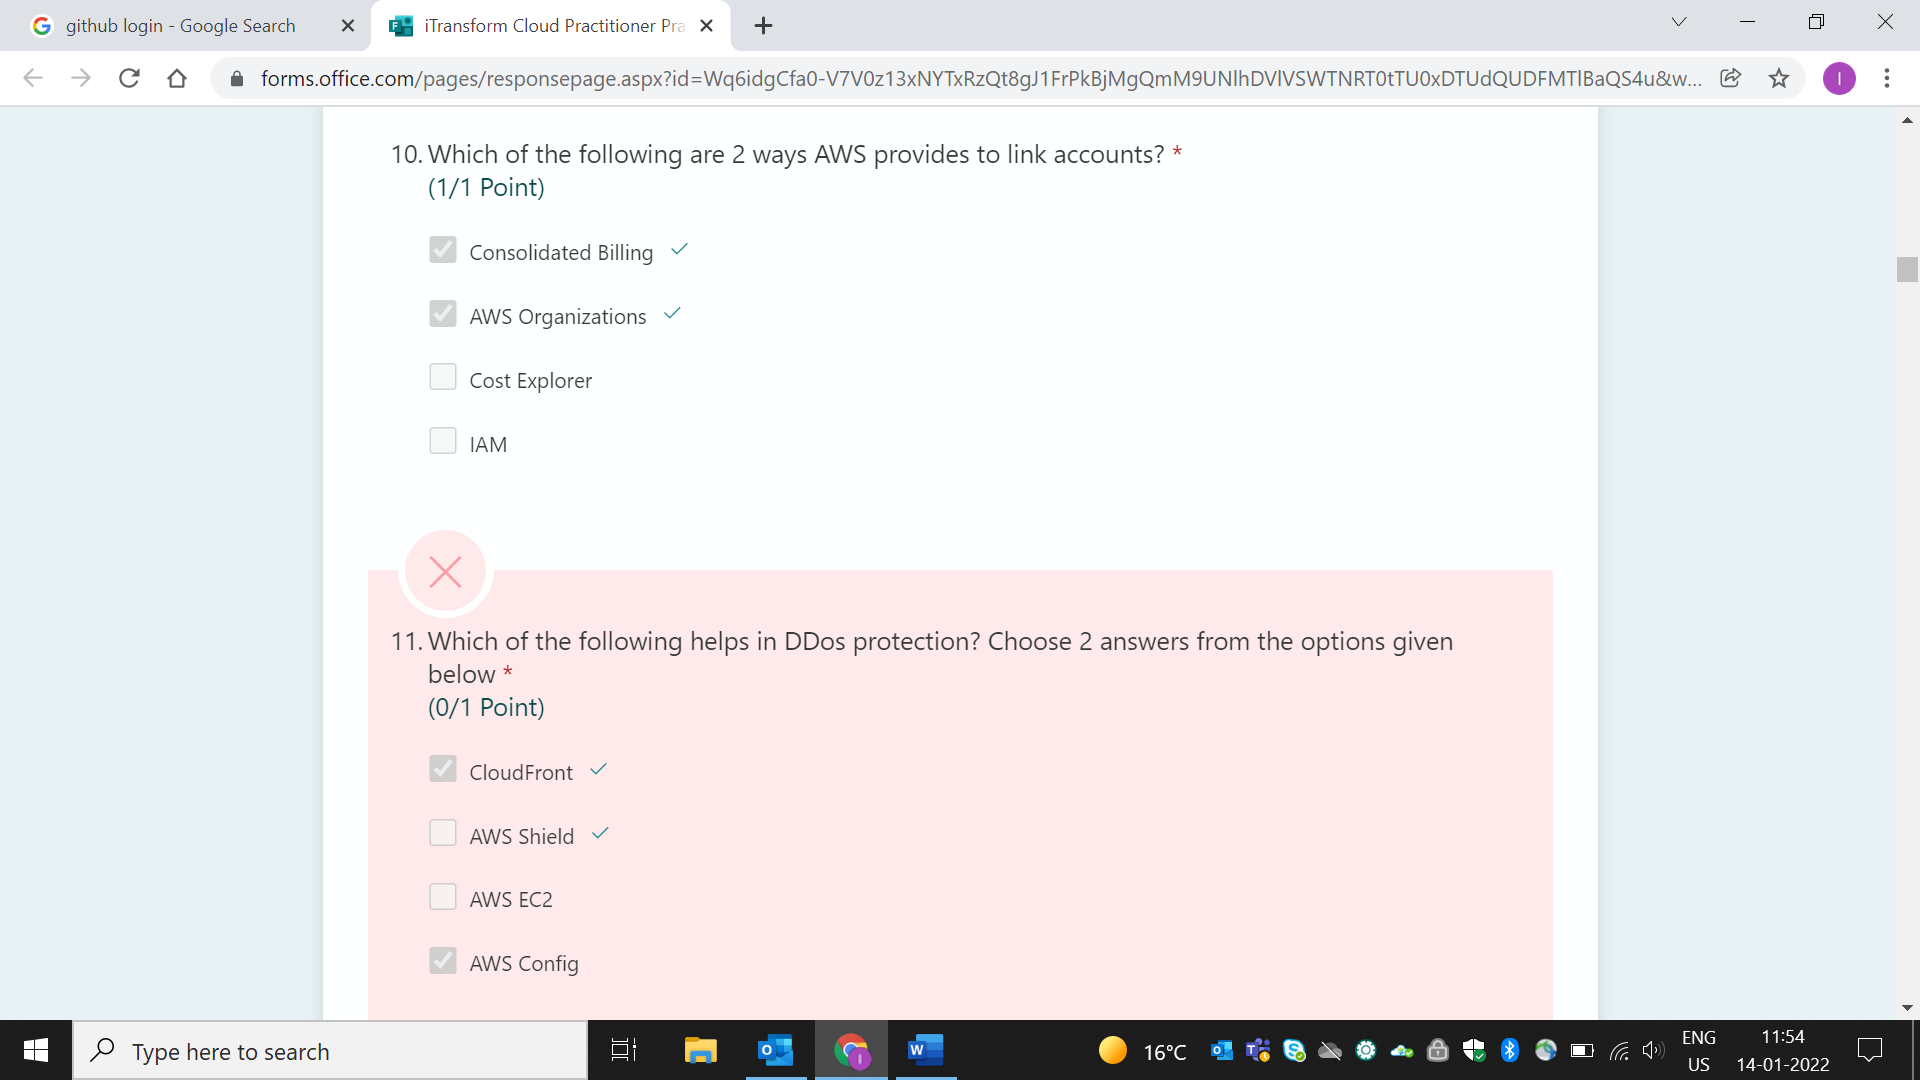 github login - Google Search
iTransform Cloud Practitioner Pra
forms.office.com/pages/responsepage.aspx?id=Wq6idgCfa0-V7V0z13xNYTxRzQt8gJ1FrPkBjMgQmM9UNlhDVlVSWTNRT0tTU0xDTUdQUDFMTlBaQS4u&w...
I
10. Which of the following are 2 ways AWS provides to link accounts? *
(1/1 Point)
Consolidated Billing
AWS Organizations
Cost Explorer
IAM
11. Which of the following helps in DDos protection? Choose 2 answers from the options given
below *
(0/1 Point)
CloudFront
AWS Shield
AWS EC2
AWS Config
Type here to search
16°C
ENG
US
11:54
14-01-2022